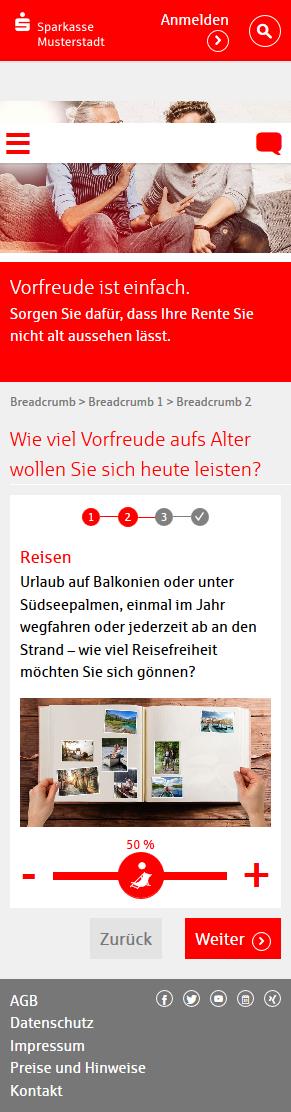 Sparkasse
Musterstadt
Anmelden
Vorfreude ist einfach.
Sorgen Sie dafür, dass Ihre Rente Sie
nicht alt aussehen lässt.
Breadcrumb > Breadcrumb 1 > Breadcrumb 2
Wie viel Vorfreude aufs Alter
wollen Sie sich heute leisten?
1 2 3
Reisen
Urlaub auf Balkonien oder unter
Südseepalmen, einmal im Jahr
wegfahren oder jederzeit ab an den
Strand – wie viel Reisefreiheit
möchten Sie sich gönnen?
50 %
- +
Zurück Weiter
AGB
Datenschutz
Impressum
Preise und Hinweise
Kontakt